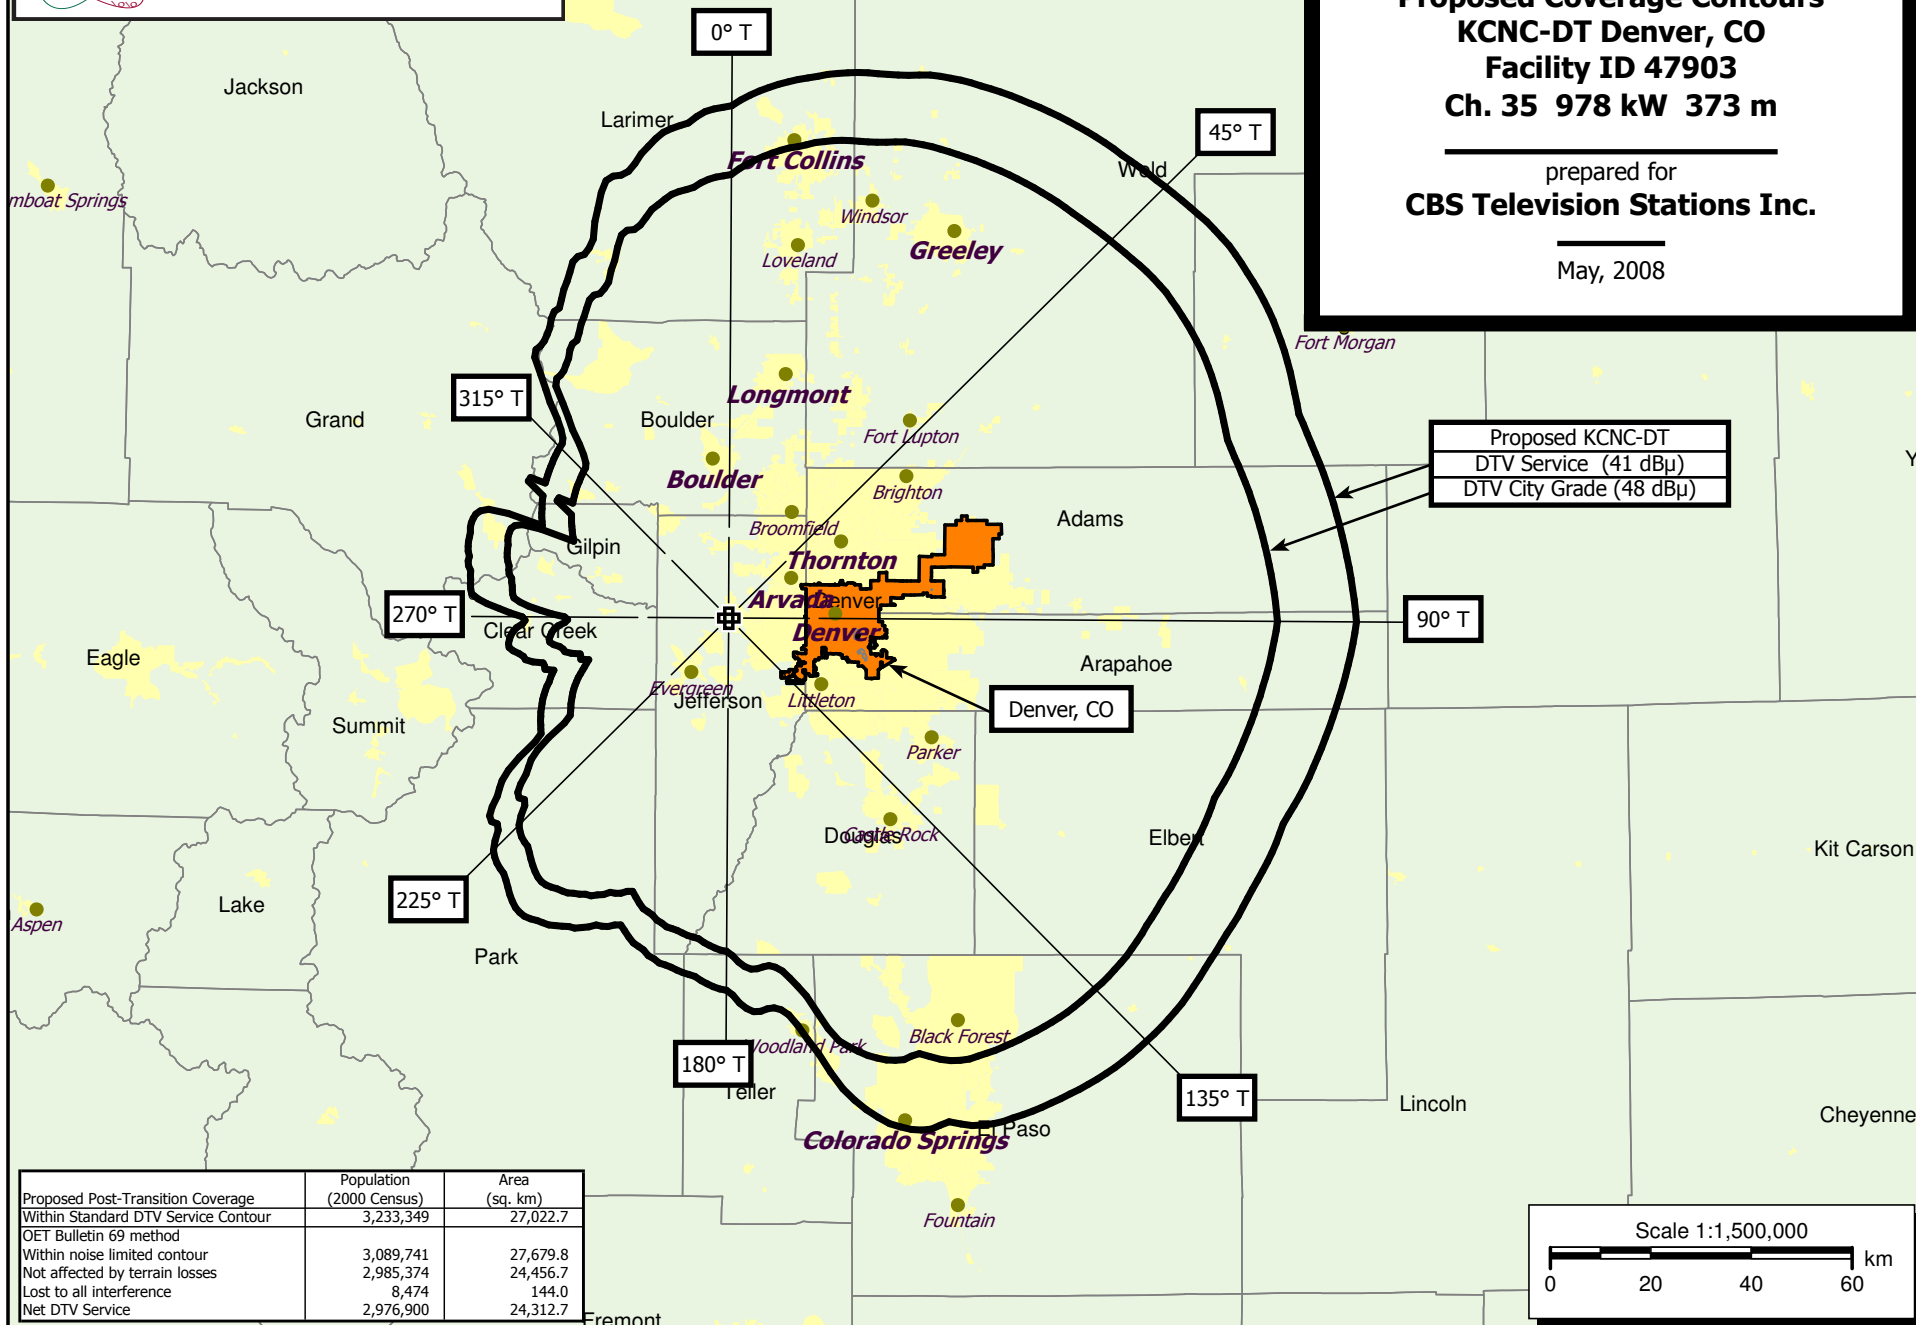 Proposed Coverage Contours
KCNC-DT Denver, CO
Facility ID 47903
Ch. 35 978 kW 373 m
prepared for
CBS Television Stations Inc.
May, 2008
0° T
45° T
90° T
135° T
180° T
225° T
270° T
315° T
Jackson
Larimer
Weld
Fort Collins
mboat Springs
Windsor
Greeley
Loveland
Fort Morgan
Grand
Boulder
Longmont
Fort Lupton
Boulder
Brighton
Proposed KCNC-DT
DTV Service (41 dBµ)
DTV City Grade (48 dBµ)
Y
Broomfield
Adams
Gilpin
Thornton
Arvada
Denver
Denver
Clear Creek
Eagle
Arapahoe
Evergreen
Jefferson
Littleton
Denver, CO
Summit
Parker
Castle Rock
Douglas
Elbert
Kit Carson
Lake
Aspen
Park
Black Forest
Woodland Park
Teller
Lincoln
Cheyenne
El Paso
Colorado Springs
Fountain
Fremont
Proposed Post-Transition Coverage Population (2000 Census) Area (sq. km)
Within Standard DTV Service Contour 3,233,349 27,022.7
OET Bulletin 69 method
Within noise limited contour 3,089,741 27,679.8
Not affected by terrain losses 2,985,374 24,456.7
Lost to all interference 8,474 144.0
Net DTV Service 2,976,900 24,312.7
Scale 1:1,500,000
km
0 20 40 60